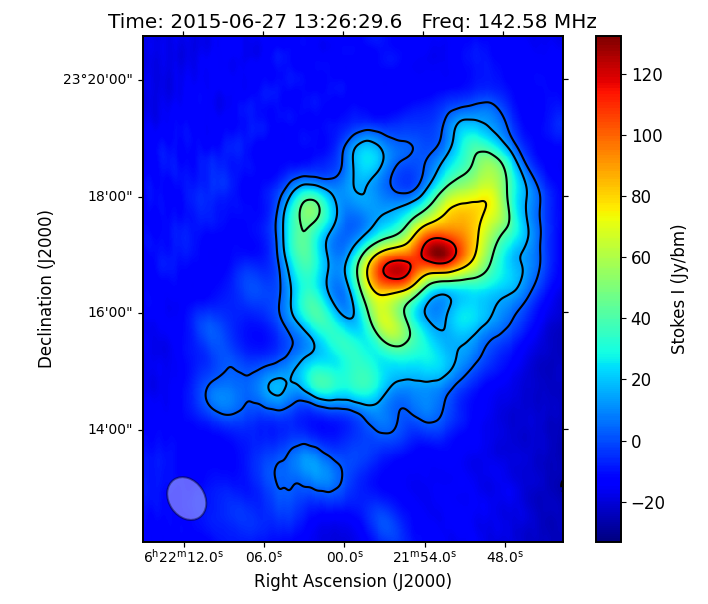 Time: 2015-06-27 13:26:29.6   Freq: 142.58 MHz
23°20'00"
18'00"
16'00"
14'00"
Declination (J2000)
6ʰ22ᵐ12.0ˢ 06.0ˢ 00.0ˢ 21ᵐ54.0ˢ 48.0ˢ
Right Ascension (J2000)
120
100
80
60
40
20
0
−20
Stokes I (Jy/bm)